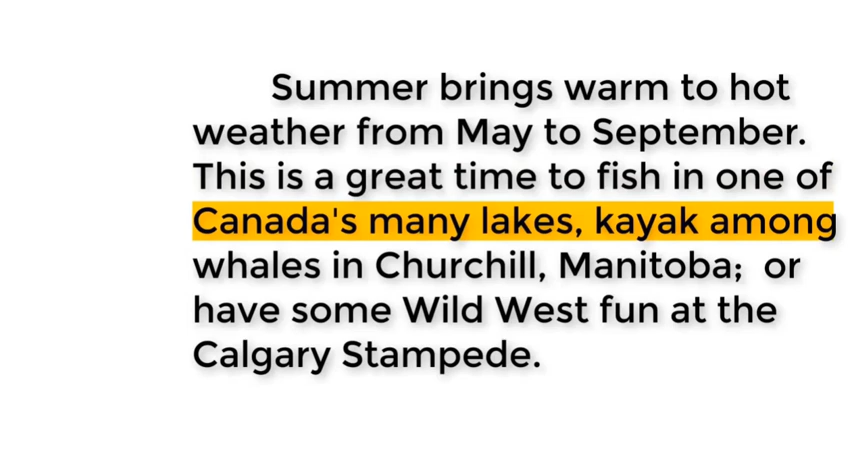 Summer brings warm to hot
weather from May to September.
This is a great time to fish in one of
Canada's many lakes, kayak among
whales in Churchill, Manitoba;  or
have some Wild West fun at the
Calgary Stampede.